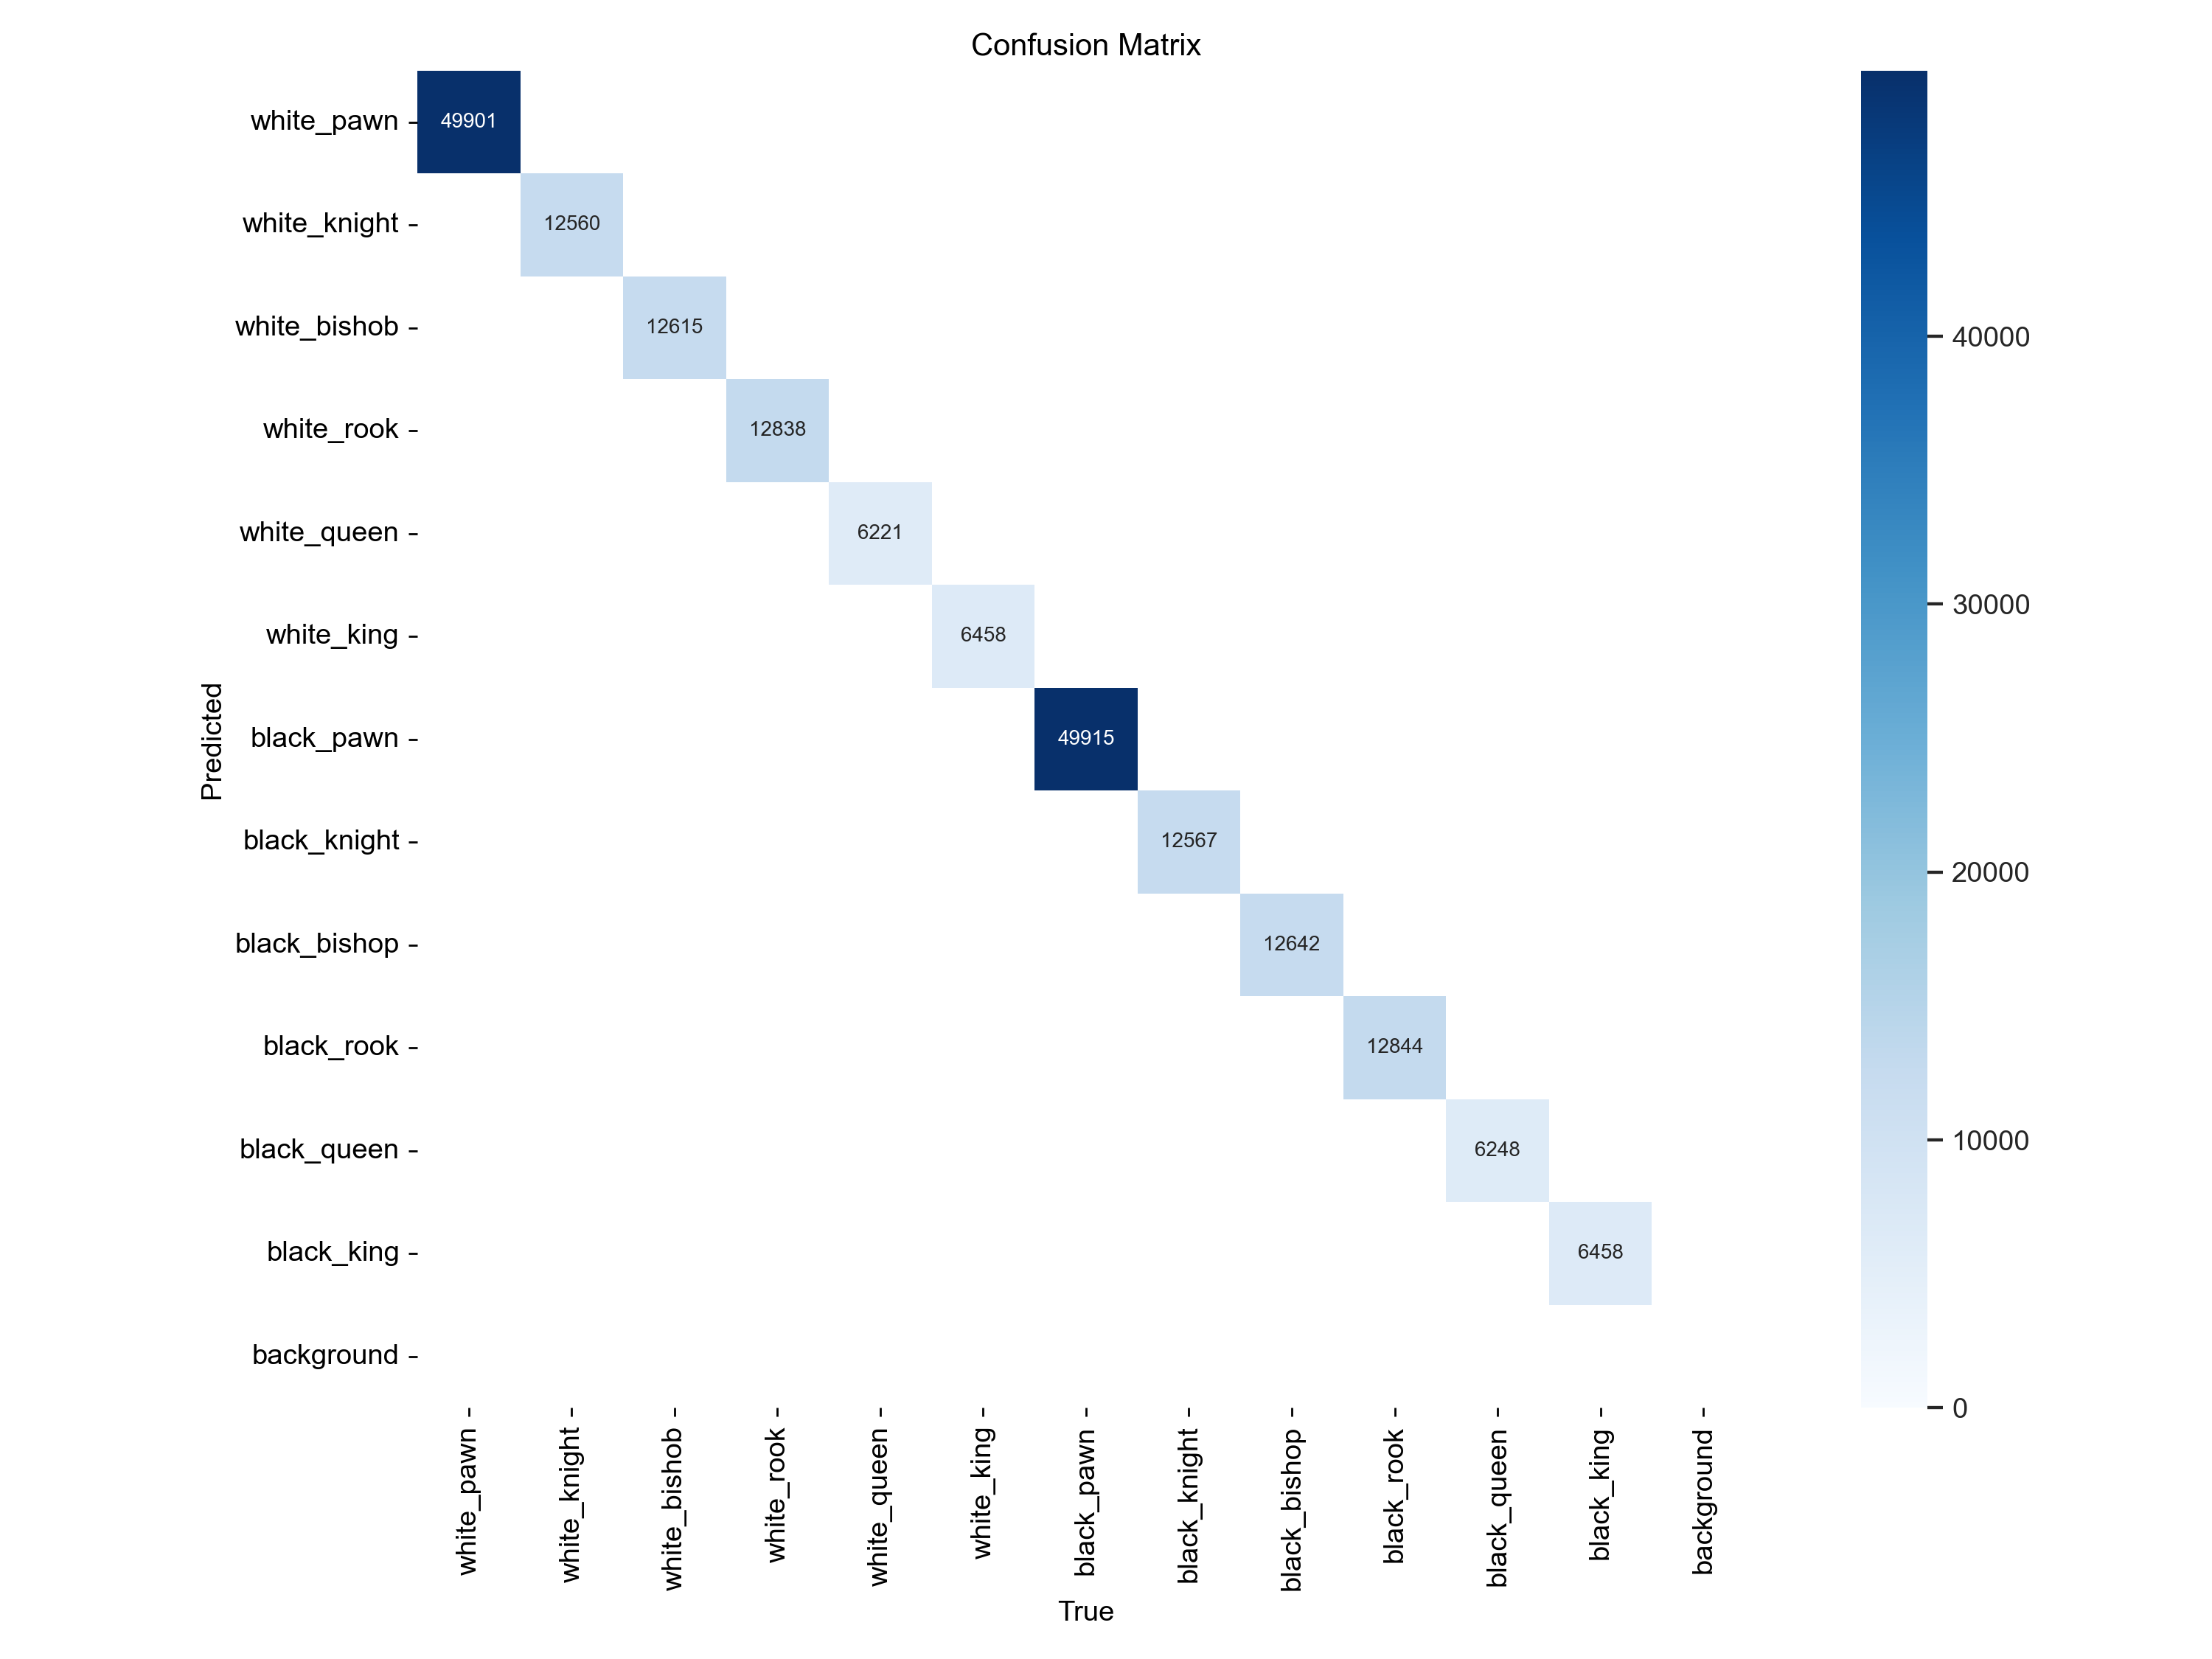 Confusion Matrix
white_pawn
49901
white_knight
12560
white_bishob
12615
white_rook
12838
white_queen
6221
white_king
6458
black_pawn
49915
black_knight
12567
black_bishop
12642
black_rook
12844
black_queen
6248
black_king
6458
background
Predicted
white_pawn
white_knight
white_bishob
white_rook
white_queen
white_king
black_pawn
black_knight
black_bishop
black_rook
black_queen
black_king
background
True
40000
30000
20000
10000
0